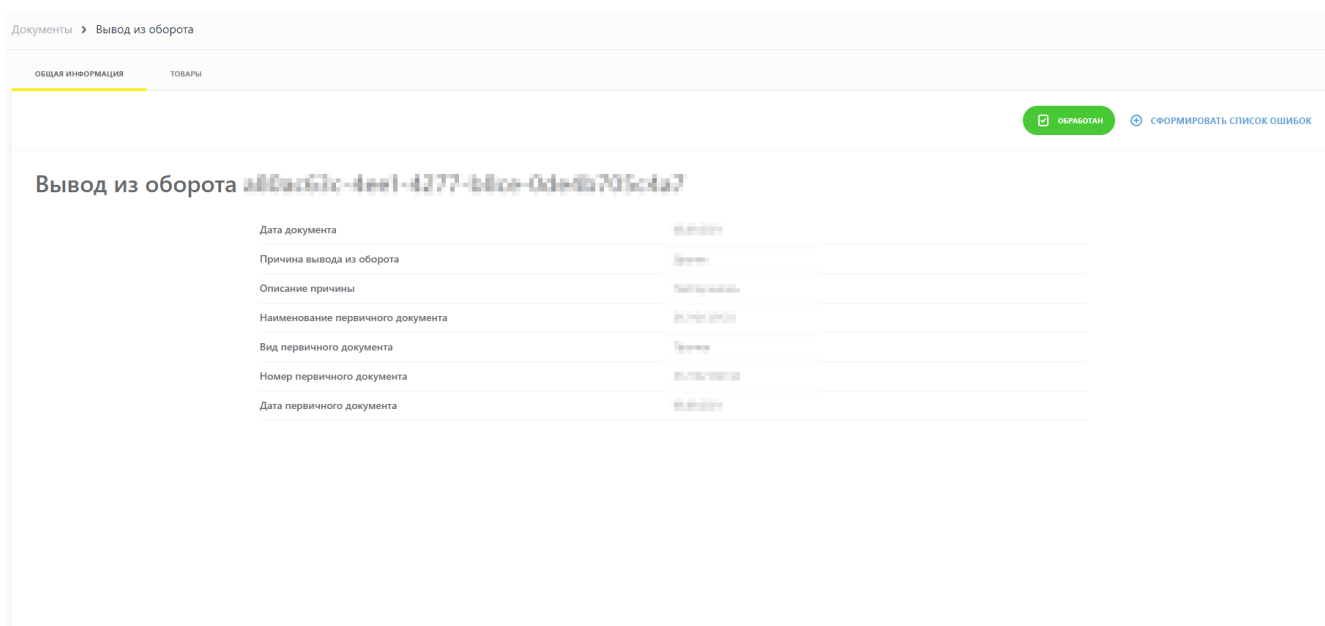 Документы > Вывод из оборота
ОБЩАЯ ИНФОРМАЦИЯ ТОВАРЫ
ОБРАБОТАН СФОРМИРОВАТЬ СПИСОК ОШИБОК
Вывод из оборота
Дата документа
Причина вывода из оборота
Описание причины
Наименование первичного документа
Вид первичного документа
Номер первичного документа
Дата первичного документа